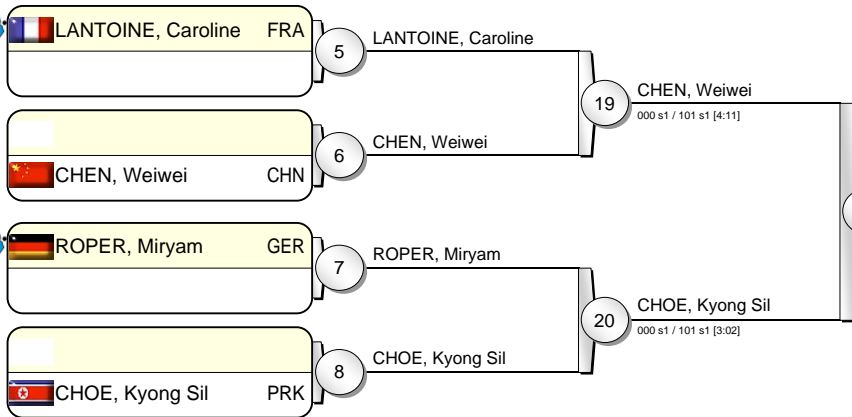 LANTOINE, Caroline FRA
5
LANTOINE, Caroline
CHEN, Weiwei CHN
6
CHEN, Weiwei
19
CHEN, Weiwei
000 s1 / 101 s1 [4:11]
ROPER, Miryam GER
7
ROPER, Miryam
CHOE, Kyong Sil PRK
8
CHOE, Kyong Sil
20
CHOE, Kyong Sil
000 s1 / 101 s1 [3:02]